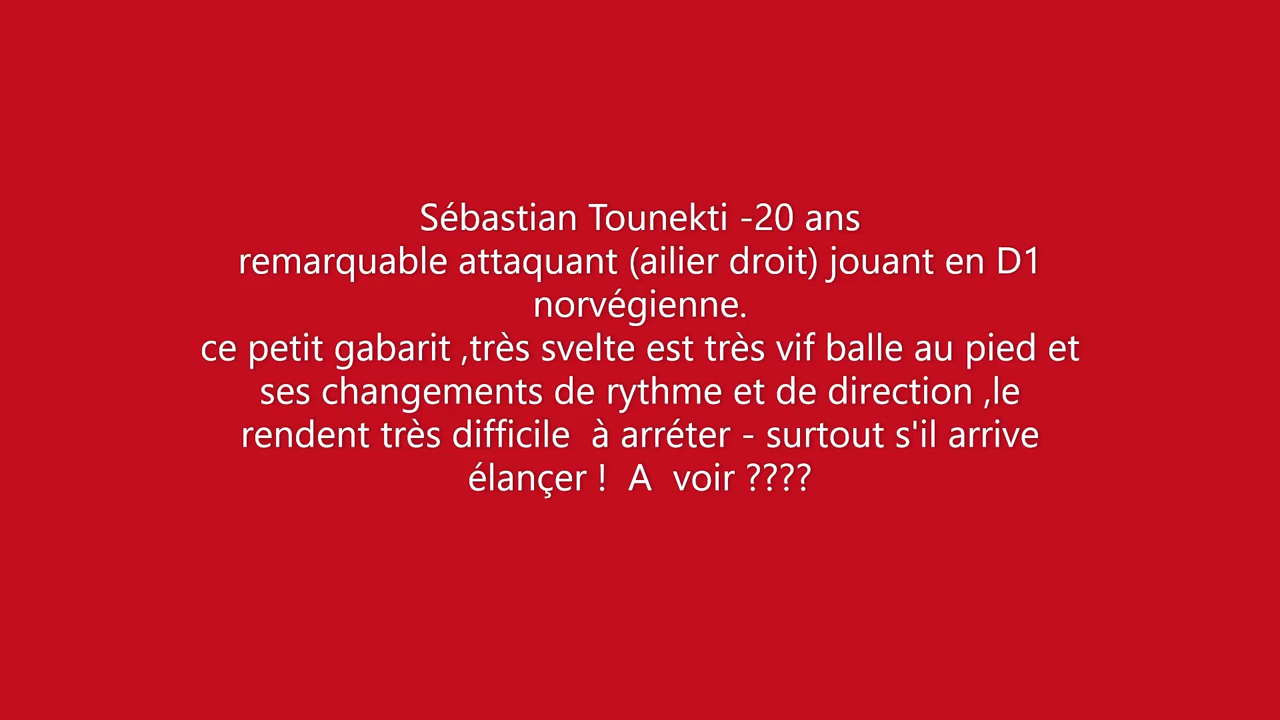 Sébastian Tounekti -20 ans
remarquable attaquant (ailier droit) jouant en D1
norvégienne.
ce petit gabarit ,très svelte est très vif balle au pied et
ses changements de rythme et de direction ,le
rendent très difficile  à arréter - surtout s'il arrive
élançer !  A  voir ????